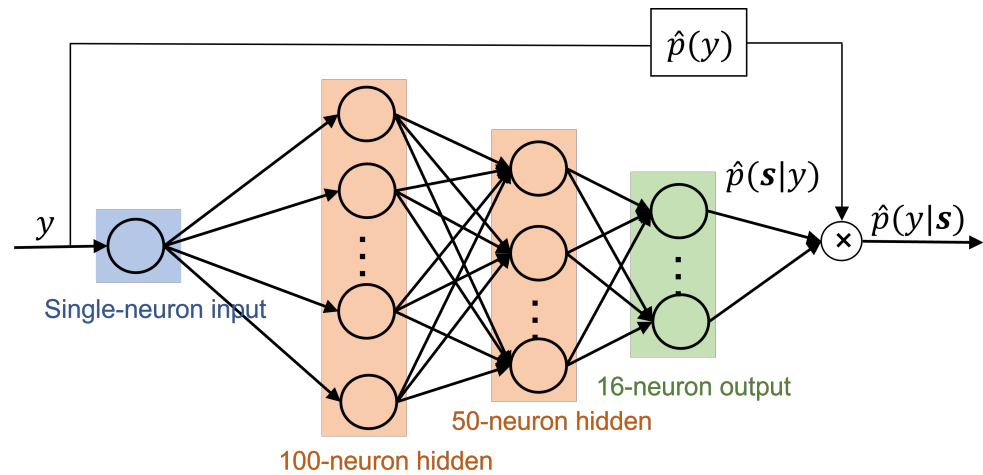 p̂(y)
p̂(𝒔|y)
y
×
p̂(y|𝒔)
Single-neuron input
16-neuron output
50-neuron hidden
100-neuron hidden